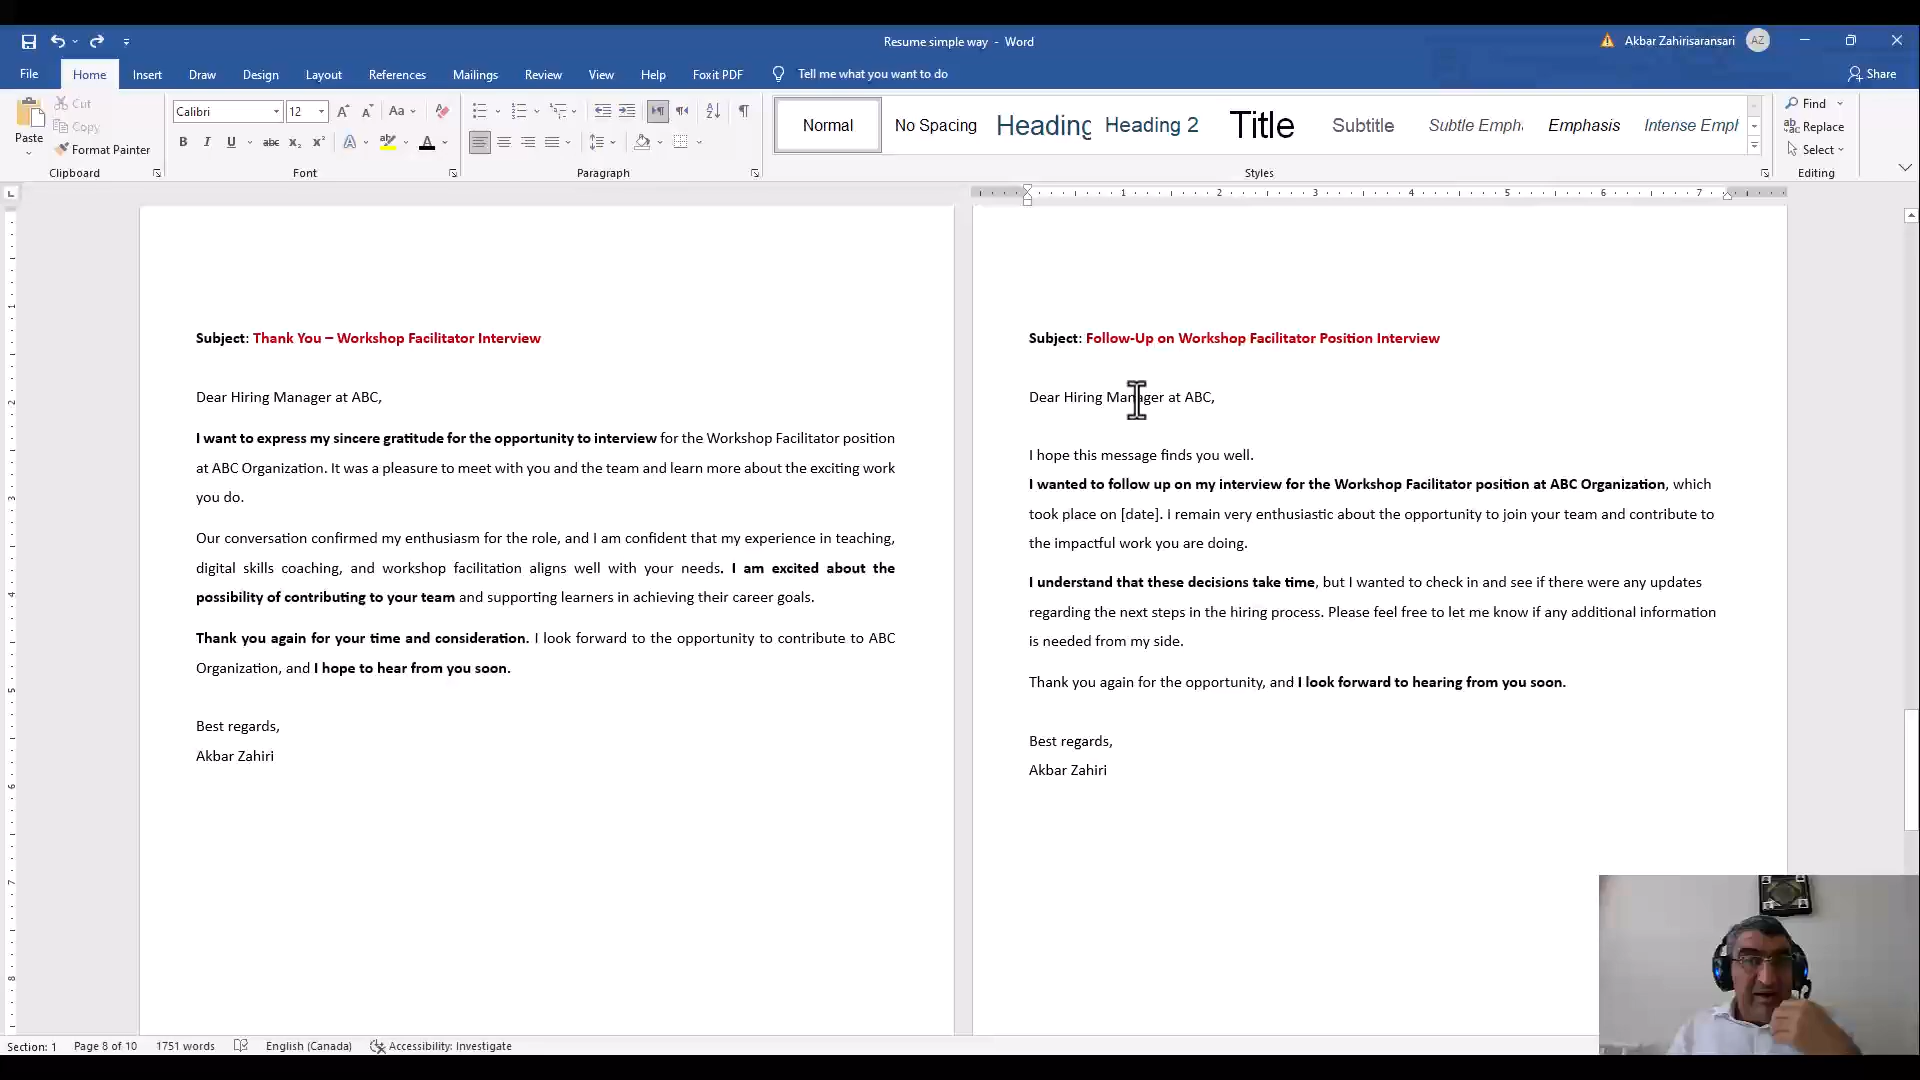 Resume simple way - Word
Akbar Zahirisaransari
AZ
File
Home
Insert
Draw
Design
Layout
References
Mailings
Review
View
Help
Foxit PDF
Tell me what you want to do
Share
Paste
Cut
Copy
Format Painter
Clipboard
Calibri
12
Font
Paragraph
Normal
No Spacing
Heading
Heading 2
Title
Subtitle
Subtle Emph
Emphasis
Intense Emph
Styles
Find
Replace
Select
Editing
1 2 3 4 5 6 7
Subject: Thank You – Workshop Facilitator Interview
Dear Hiring Manager at ABC,
I want to express my sincere gratitude for the opportunity to interview for the Workshop Facilitator position
at ABC Organization. It was a pleasure to meet with you and the team and learn more about the exciting work
you do.
Our conversation confirmed my enthusiasm for the role, and I am confident that my experience in teaching,
digital skills coaching, and workshop facilitation aligns well with your needs. I am excited about the
possibility of contributing to your team and supporting learners in achieving their career goals.
Thank you again for your time and consideration. I look forward to the opportunity to contribute to ABC
Organization, and I hope to hear from you soon.
Best regards,
Akbar Zahiri
Subject: Follow-Up on Workshop Facilitator Position Interview
Dear Hiring Manager at ABC,
I hope this message finds you well.
I wanted to follow up on my interview for the Workshop Facilitator position at ABC Organization, which
took place on [date]. I remain very enthusiastic about the opportunity to join your team and contribute to
the impactful work you are doing.
I understand that these decisions take time, but I wanted to check in and see if there were any updates
regarding the next steps in the hiring process. Please feel free to let me know if any additional information
is needed from my side.
Thank you again for the opportunity, and I look forward to hearing from you soon.
Best regards,
Akbar Zahiri
Section: 1
Page 8 of 10
1751 words
English (Canada)
Accessibility: Investigate